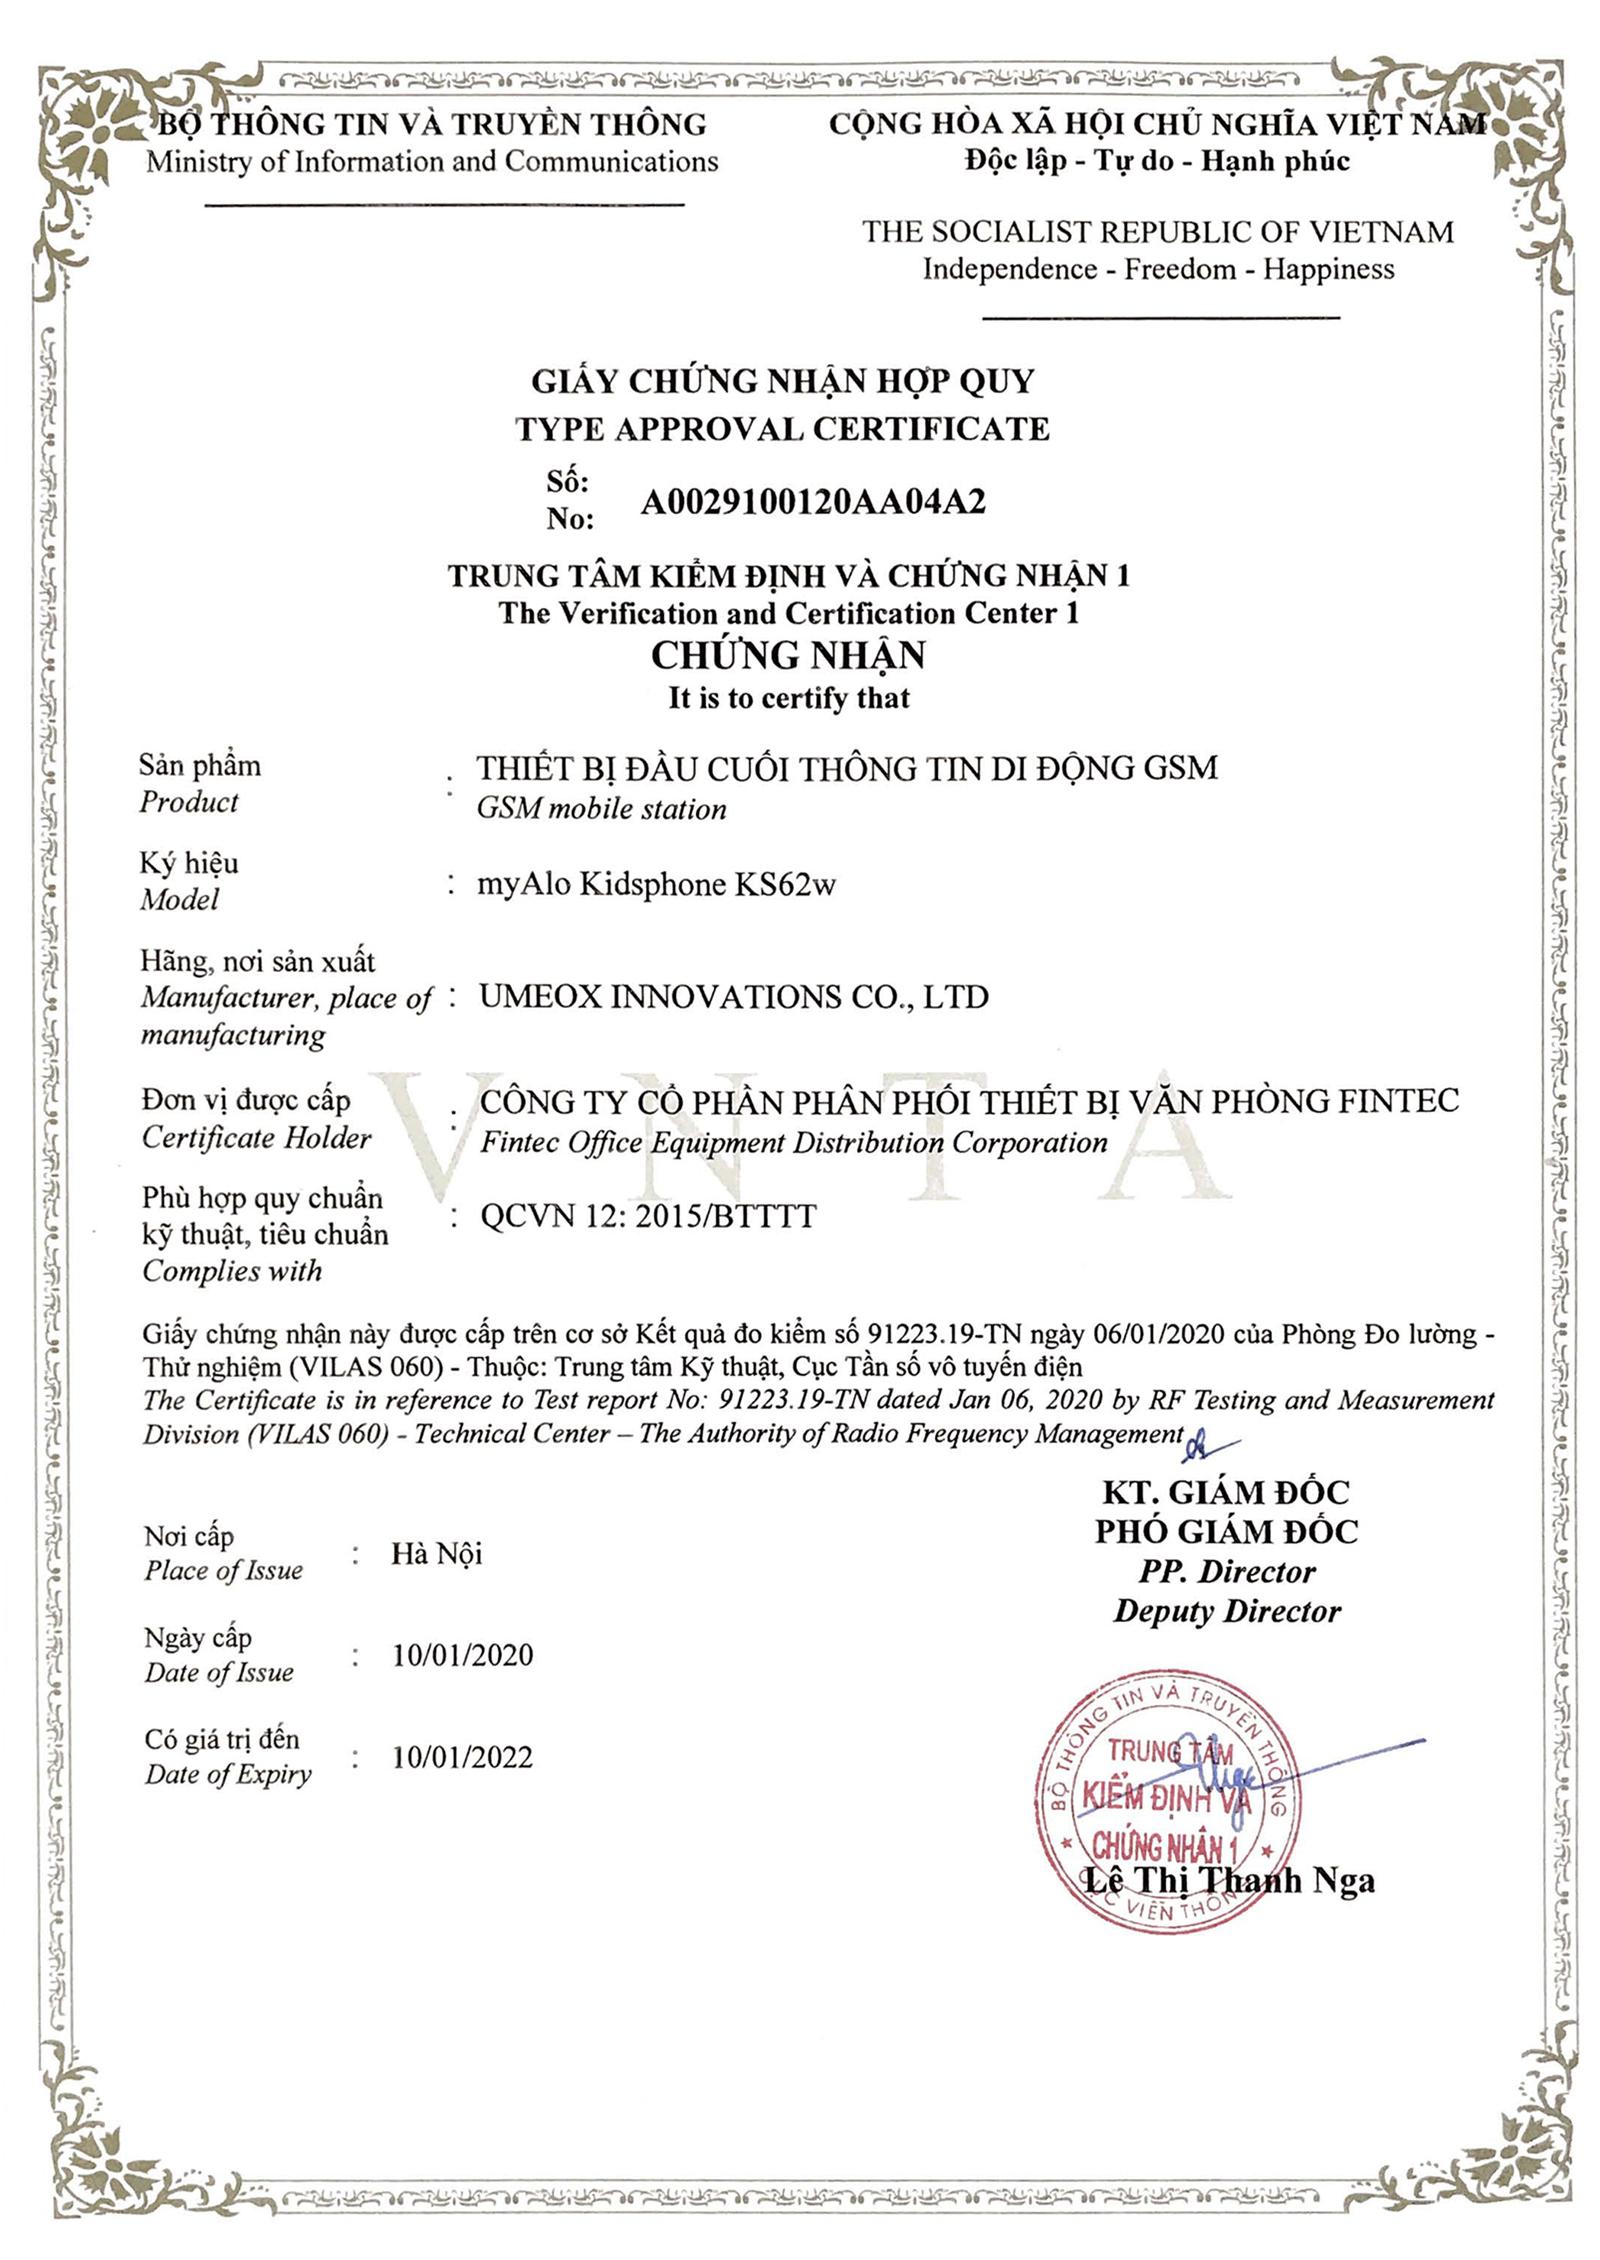 BỘ THÔNG TIN VÀ TRUYỀN THÔNG
Ministry of Information and Communications
CỘNG HÒA XÃ HỘI CHỦ NGHĨA VIỆT NAM
Độc lập - Tự do - Hạnh phúc
THE SOCIALIST REPUBLIC OF VIETNAM
Independence - Freedom - Happiness
GIẤY CHỨNG NHẬN HỢP QUY
TYPE APPROVAL CERTIFICATE
Số:
No:
A0029100120AA04A2
TRUNG TÂM KIỂM ĐỊNH VÀ CHỨNG NHẬN 1
The Verification and Certification Center 1
CHỨNG NHẬN
It is to certify that
Sản phẩm
Product
: THIẾT BỊ ĐẦU CUỐI THÔNG TIN DI ĐỘNG GSM
GSM mobile station
Ký hiệu
Model
: myAlo Kidsphone KS62w
Hãng, nơi sản xuất
Manufacturer, place of
manufacturing
: UMEOX INNOVATIONS CO., LTD
VNTA
Đơn vị được cấp
Certificate Holder
: CÔNG TY CỔ PHẦN PHÂN PHỐI THIẾT BỊ VĂN PHÒNG FINTEC
Fintec Office Equipment Distribution Corporation
Phù hợp quy chuẩn
kỹ thuật, tiêu chuẩn
Complies with
: QCVN 12: 2015/BTTTT
Giấy chứng nhận này được cấp trên cơ sở Kết quả đo kiểm số 91223.19-TN ngày 06/01/2020 của Phòng Đo lường -
Thử nghiệm (VILAS 060) - Thuộc: Trung tâm Kỹ thuật, Cục Tần số vô tuyến điện
The Certificate is in reference to Test report No: 91223.19-TN dated Jan 06, 2020 by RF Testing and Measurement
Division (VILAS 060) - Technical Center – The Authority of Radio Frequency Management
KT. GIÁM ĐỐC
PHÓ GIÁM ĐỐC
PP. Director
Deputy Director
Nơi cấp
Place of Issue
: Hà Nội
Ngày cấp
Date of Issue
: 10/01/2020
Có giá trị đến
Date of Expiry
: 10/01/2022
BỘ THÔNG TIN VÀ TRUYỀN THÔNG
TRUNG TÂM
KIỂM ĐỊNH VÀ
CHỨNG NHẬN 1
CỤC VIỄN THÔNG
Lê Thị Thanh Nga